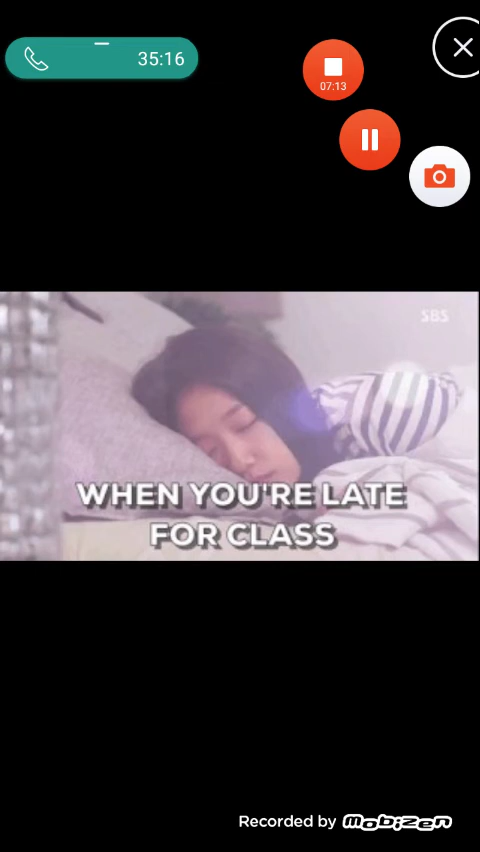 35:16
07:13
SBS
WHEN YOU'RE LATE
FOR CLASS
Recorded by Mobizen